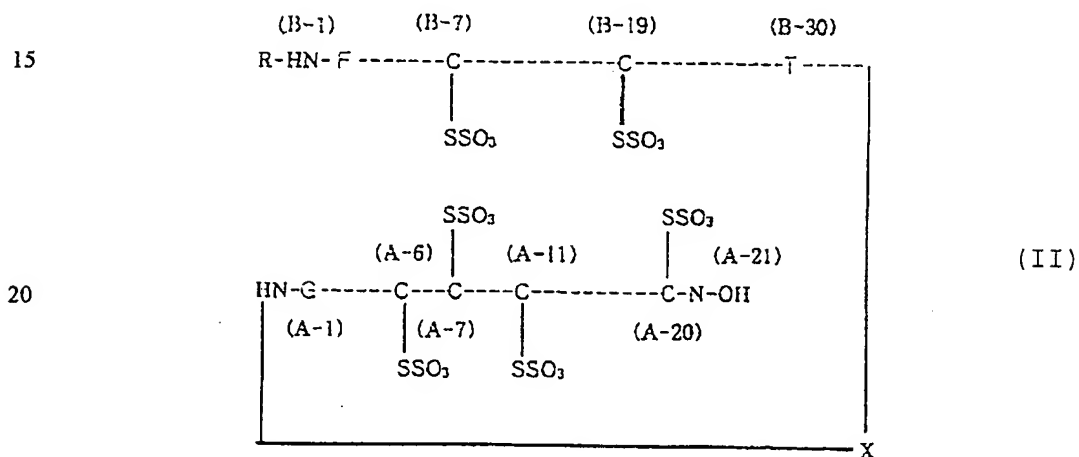 (B-1) (B-7) (B-19) (B-30)
15 R-HN-F-------C-------------C-------------T------
SSO₃ SSO₃
SSO₃ SSO₃
(A-6) (A-11) (A-21) (II)
20 HN-G------C--C---C---------C-N-OH
(A-1) (A-7) (A-20)
SSO₃ SSO₃
X